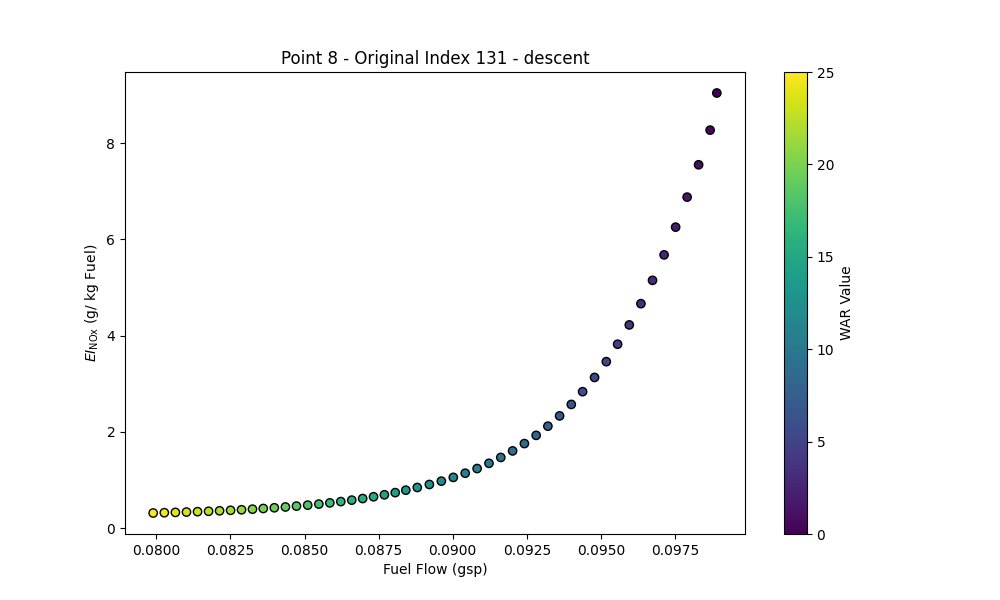 Point 8 - Original Index 131 - descent
8
6
4
2
0
EI_NOx (g/ kg Fuel)
0.0800 0.0825 0.0850 0.0875 0.0900 0.0925 0.0950 0.0975
Fuel Flow (gsp)
25
20
15
10
5
0
WAR Value